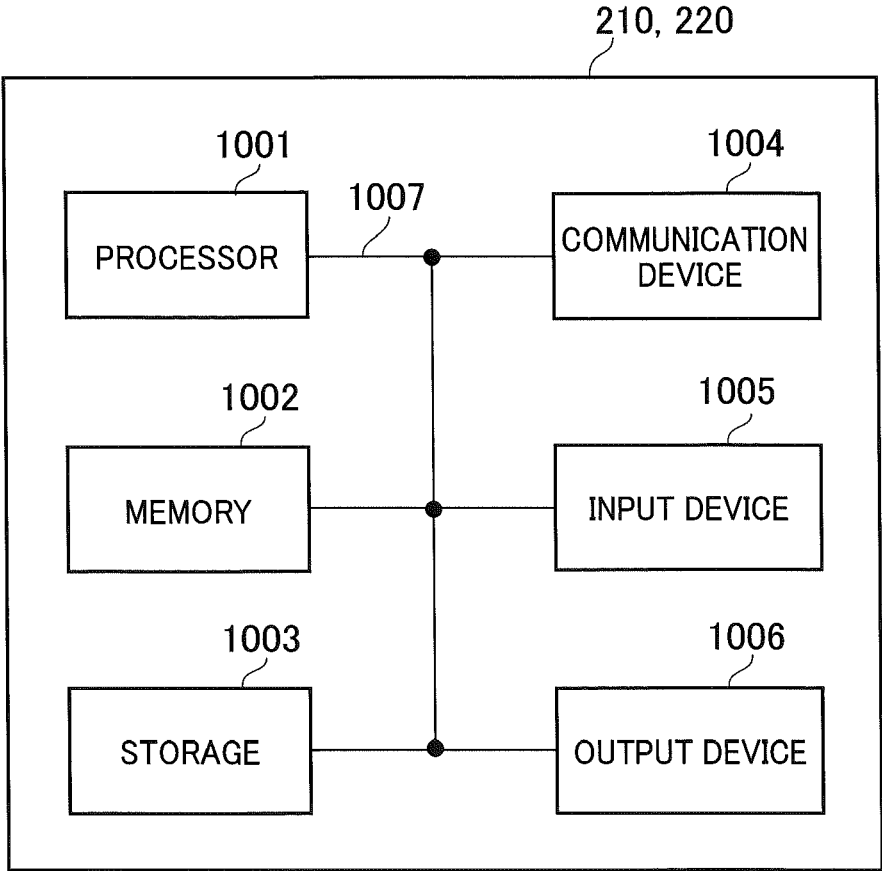 210, 220
1001
1004
1007
PROCESSOR
COMMUNICATION
DEVICE
1002
1005
MEMORY
INPUT DEVICE
1003
1006
STORAGE
OUTPUT DEVICE